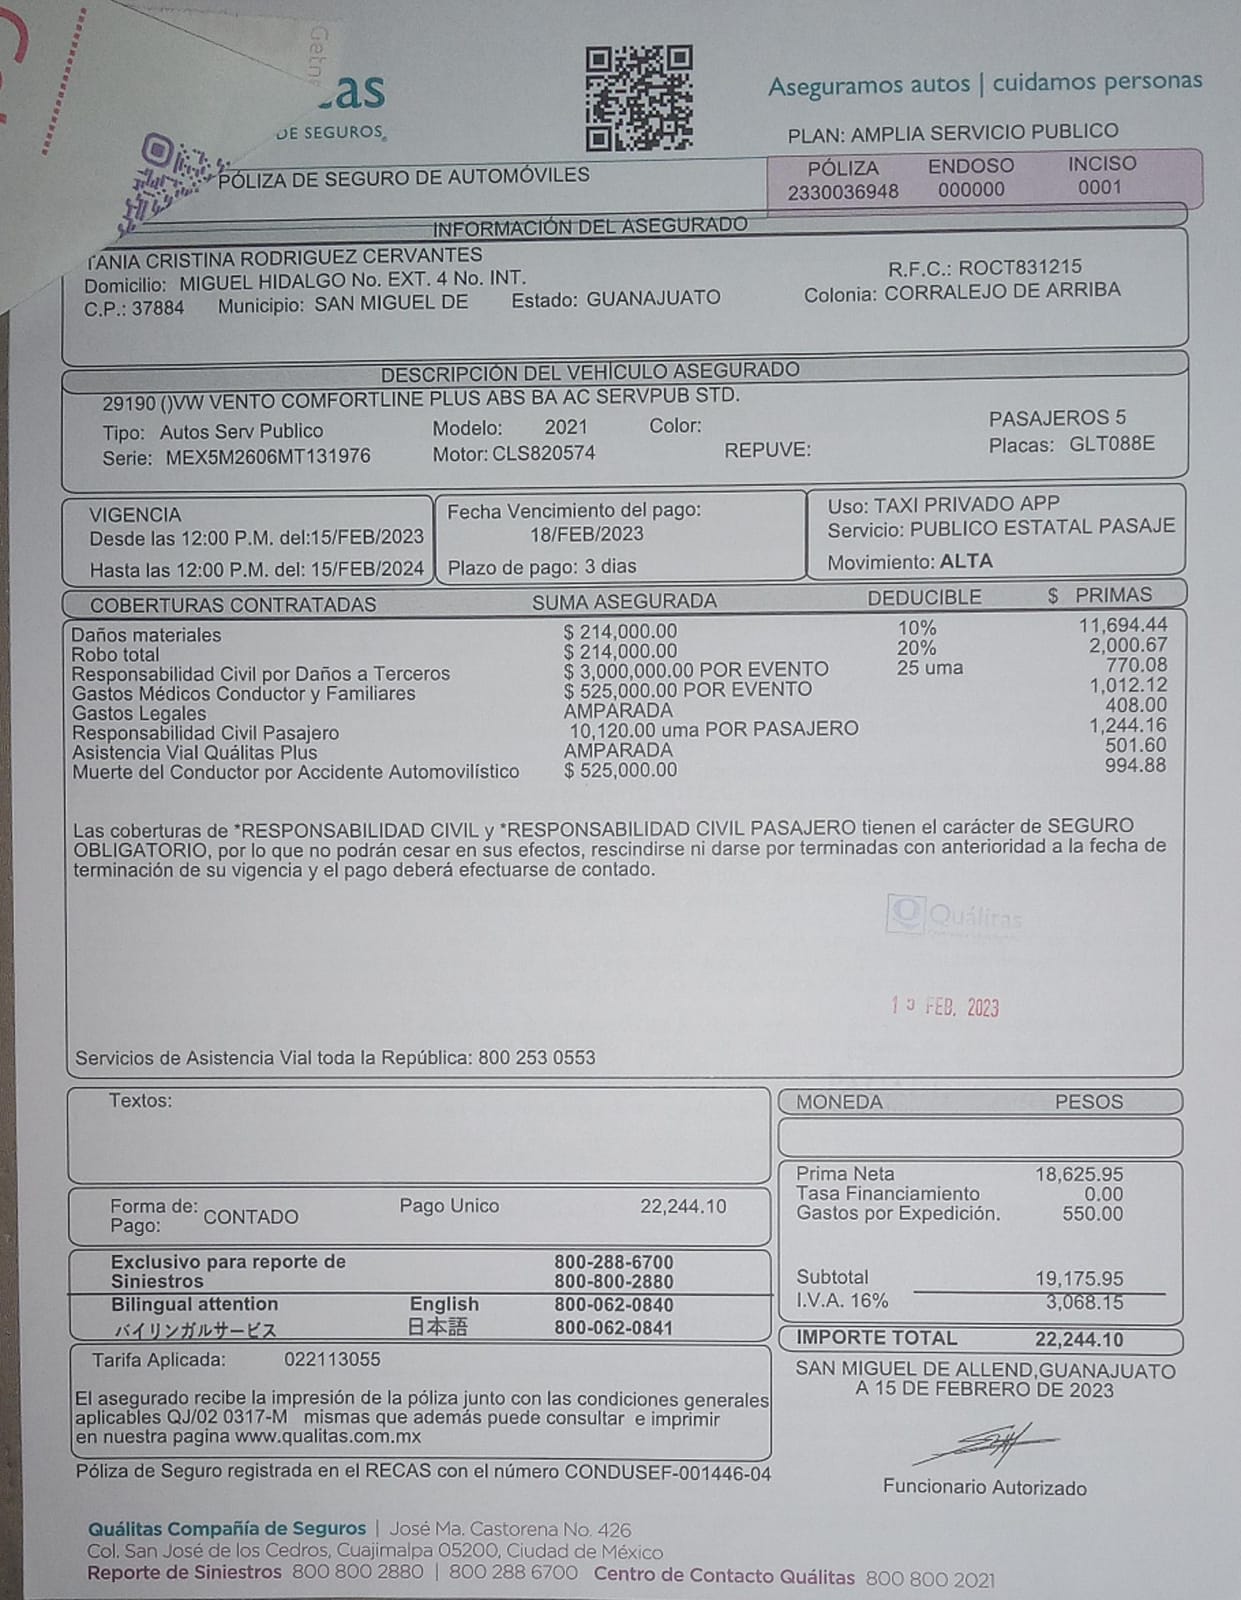 Getn
cas
DE SEGUROS®
Aseguramos autos | cuidamos personas
PLAN: AMPLIA SERVICIO PUBLICO
PÓLIZA DE SEGURO DE AUTOMÓVILES
PÓLIZA ENDOSO INCISO
2330036948 000000 0001
INFORMACIÓN DEL ASEGURADO
TANIA CRISTINA RODRIGUEZ CERVANTES
Domicilio: MIGUEL HIDALGO No. EXT. 4 No. INT.
R.F.C.: ROCT831215
C.P.: 37884 Municipio: SAN MIGUEL DE Estado: GUANAJUATO Colonia: CORRALEJO DE ARRIBA
DESCRIPCIÓN DEL VEHÍCULO ASEGURADO
29190 ()VW VENTO COMFORTLINE PLUS ABS BA AC SERVPUB STD.
Tipo: Autos Serv Publico Modelo: 2021 Color: PASAJEROS 5
Serie: MEX5M2606MT131976 Motor: CLS820574 REPUVE: Placas: GLT088E
VIGENCIA
Desde las 12:00 P.M. del:15/FEB/2023
Hasta las 12:00 P.M. del: 15/FEB/2024
Fecha Vencimiento del pago:
18/FEB/2023
Plazo de pago: 3 dias
Uso: TAXI PRIVADO APP
Servicio: PUBLICO ESTATAL PASAJE
Movimiento: ALTA
COBERTURAS CONTRATADAS SUMA ASEGURADA DEDUCIBLE $ PRIMAS
Daños materiales $ 214,000.00 10% 11,694.44
Robo total $ 214,000.00 20% 2,000.67
Responsabilidad Civil por Daños a Terceros $ 3,000,000.00 POR EVENTO 25 uma 770.08
Gastos Médicos Conductor y Familiares $ 525,000.00 POR EVENTO 1,012.12
Gastos Legales AMPARADA 408.00
Responsabilidad Civil Pasajero 10,120.00 uma POR PASAJERO 1,244.16
Asistencia Vial Quálitas Plus AMPARADA 501.60
Muerte del Conductor por Accidente Automovilístico $ 525,000.00 994.88
Las coberturas de *RESPONSABILIDAD CIVIL y *RESPONSABILIDAD CIVIL PASAJERO tienen el carácter de SEGURO
OBLIGATORIO, por lo que no podrán cesar en sus efectos, rescindirse ni darse por terminadas con anterioridad a la fecha de
terminación de su vigencia y el pago deberá efectuarse de contado.
Quálitas
FEB. 2023
Servicios de Asistencia Vial toda la República: 800 253 0553
Textos:
MONEDA PESOS
Prima Neta 18,625.95
Tasa Financiamiento 0.00
Gastos por Expedición. 550.00
Subtotal 19,175.95
I.V.A. 16% 3,068.15
IMPORTE TOTAL 22,244.10
Forma de:
Pago: CONTADO Pago Unico 22,244.10
Exclusivo para reporte de 800-288-6700
Siniestros 800-800-2880
Bilingual attention English 800-062-0840
バイリンガルサービス 日本語 800-062-0841
Tarifa Aplicada: 022113055
El asegurado recibe la impresión de la póliza junto con las condiciones generales
aplicables QJ/02 0317-M mismas que además puede consultar e imprimir
en nuestra pagina www.qualitas.com.mx
Póliza de Seguro registrada en el RECAS con el número CONDUSEF-001446-04
SAN MIGUEL DE ALLEND,GUANAJUATO
A 15 DE FEBRERO DE 2023
Funcionario Autorizado
Quálitas Compañía de Seguros | José Ma. Castorena No. 426
Col. San José de los Cedros, Cuajimalpa 05200, Ciudad de México
Reporte de Siniestros 800 800 2880 | 800 288 6700 Centro de Contacto Quálitas 800 800 2021